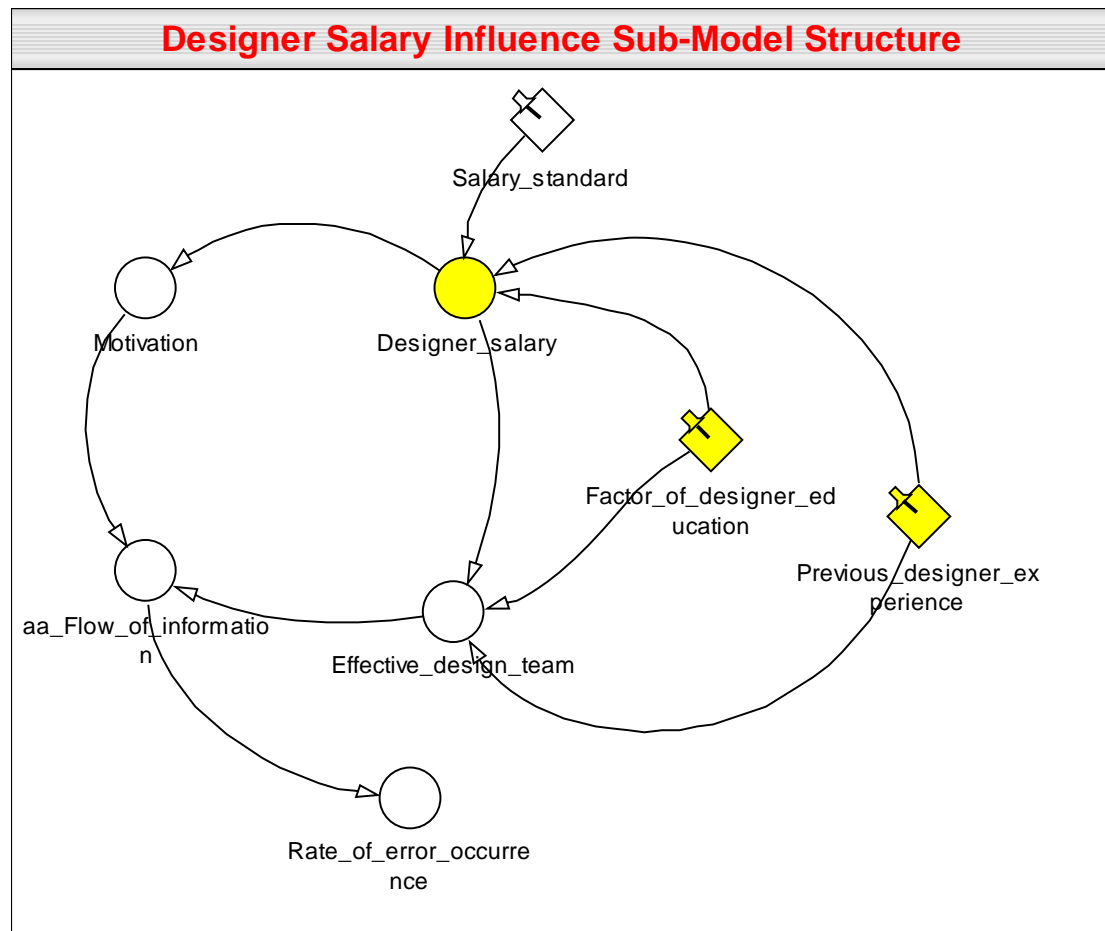 Designer Salary Influence Sub-Model Structure
Salary_standard
Motivation
Designer_salary
Factor_of_designer_ed
ucation
Previous_designer_ex
perience
aa_Flow_of_informatio
n
Effective_design_team
Rate_of_error_occurre
nce